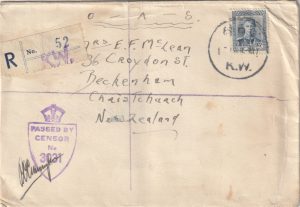 O A S
R No. 52
K.W.
Mrs E.F. McLean
36 Croydon St.
Beckenham
Christchurch
New Zealand
K.W.
PASSED BY
CENSOR
No
3031